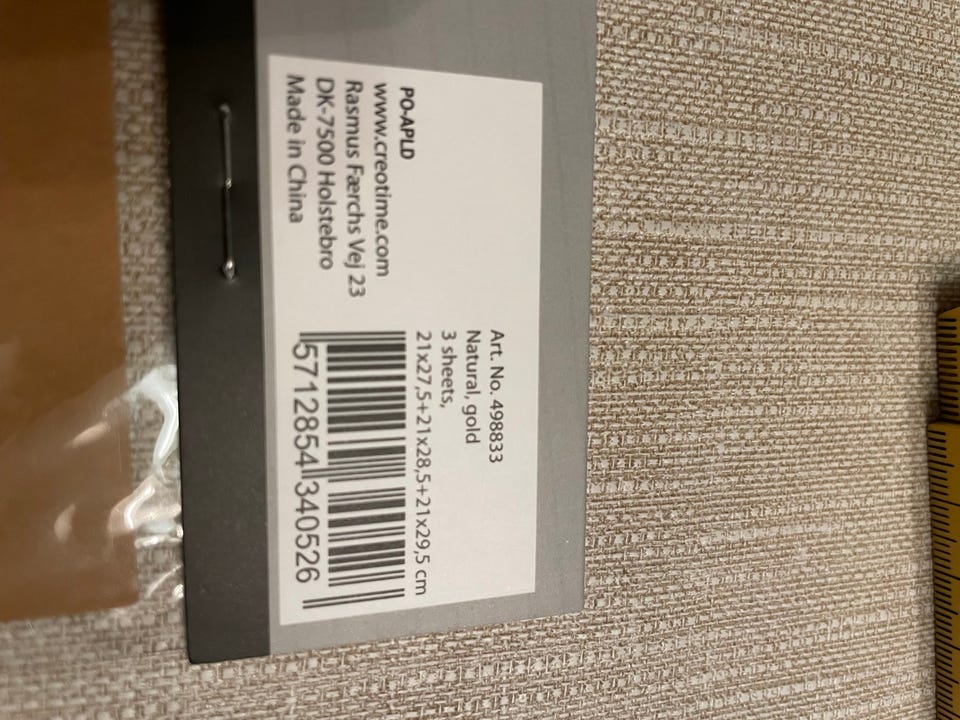 Art. No. 498833
Natural, gold
3 sheets,
21x27,5+21x28,5+21x29,5 cm
5712854340526
PO-APLD
www.creotime.com
Rasmus Færchs Vej 23
DK-7500 Holstebro
Made in China